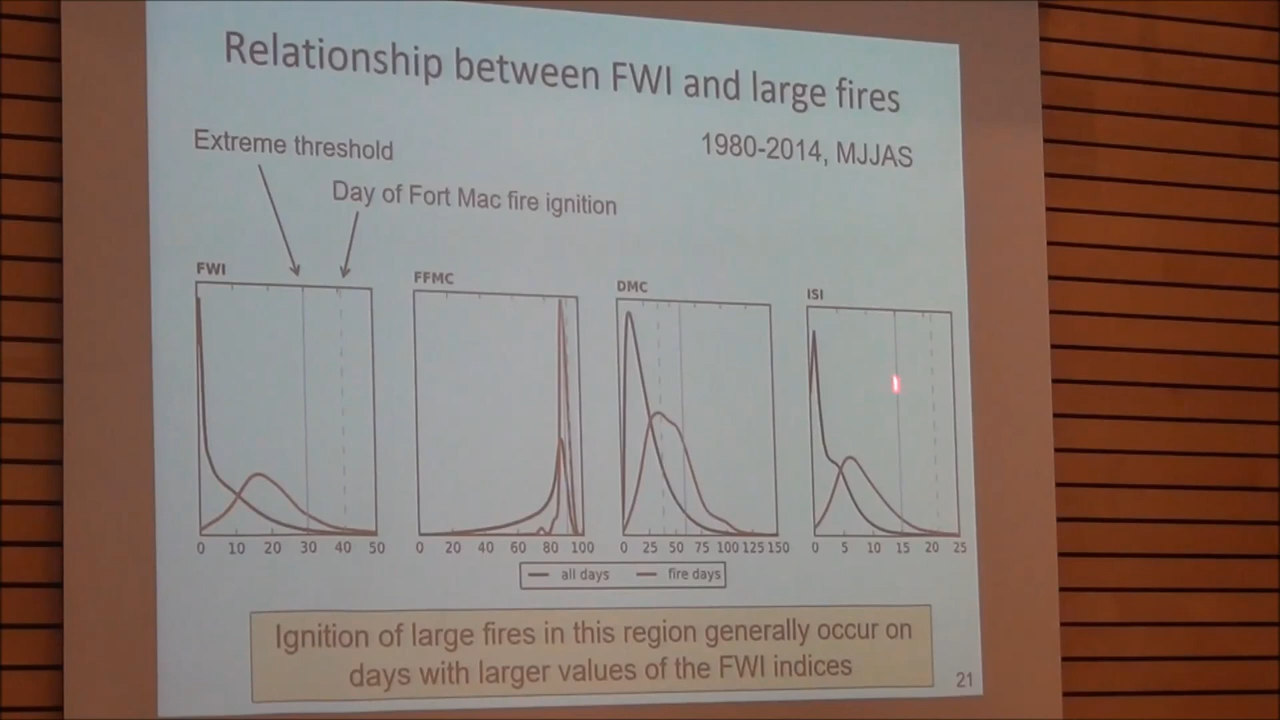 Relationship between FWI and large fires
Extreme threshold
1980-2014, MJJAS
Day of Fort Mac fire ignition
FWI
FFMC
DMC
ISI
0 10 20 30 40 50
0 20 40 60 80 100
0 25 50 75 100 125 150
0 5 10 15 20 25
all days fire days
Ignition of large fires in this region generally occur on
days with larger values of the FWI indices
21